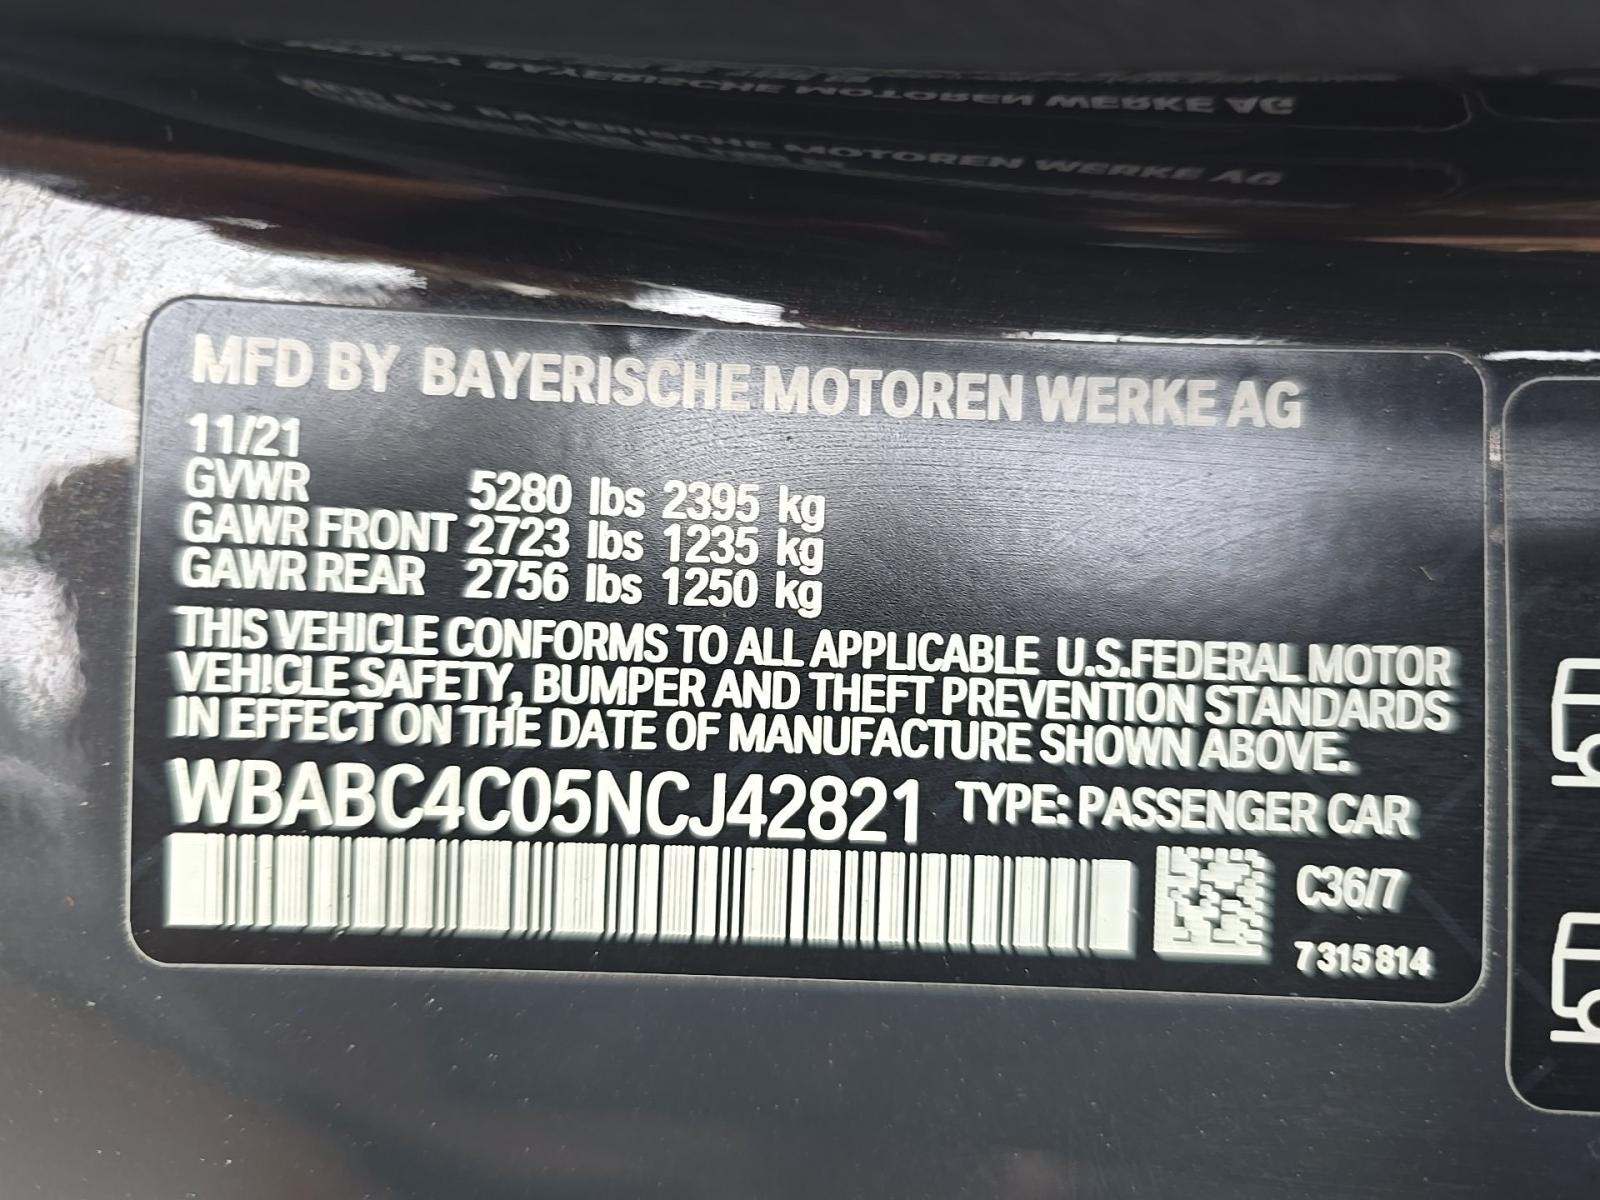 MFD BY BAYERISCHE MOTOREN WERKE AG
11/21
GVWR 5280 lbs 2395 kg
GAWR FRONT 2723 lbs 1235 kg
GAWR REAR 2756 lbs 1250 kg
THIS VEHICLE CONFORMS TO ALL APPLICABLE U.S.FEDERAL MOTOR
VEHICLE SAFETY, BUMPER AND THEFT PREVENTION STANDARDS
IN EFFECT ON THE DATE OF MANUFACTURE SHOWN ABOVE.
WBABC4C05NCJ42821 TYPE: PASSENGER CAR
C36/7
7 315 814